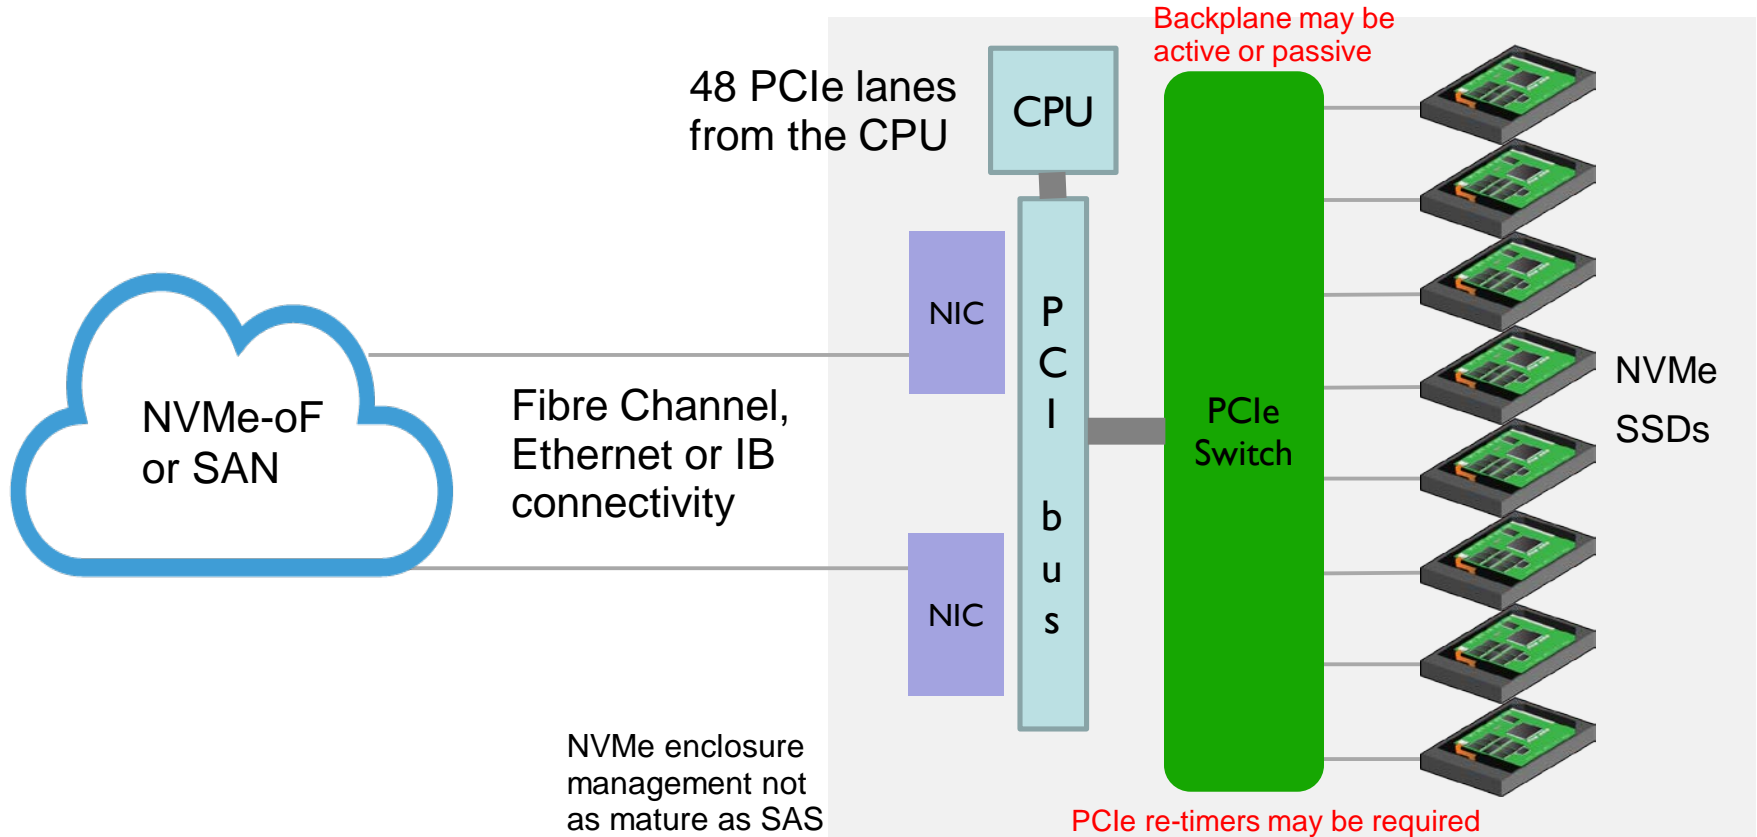 Backplane may be
active or passive
48 PCIe lanes
from the CPU
CPU
NIC
PCI bus
NVMe-oF
or SAN
Fibre Channel,
Ethernet or IB
connectivity
PCIe
Switch
NVMe
SSDs
NIC
NVMe enclosure
management not
as mature as SAS
PCIe re-timers may be required